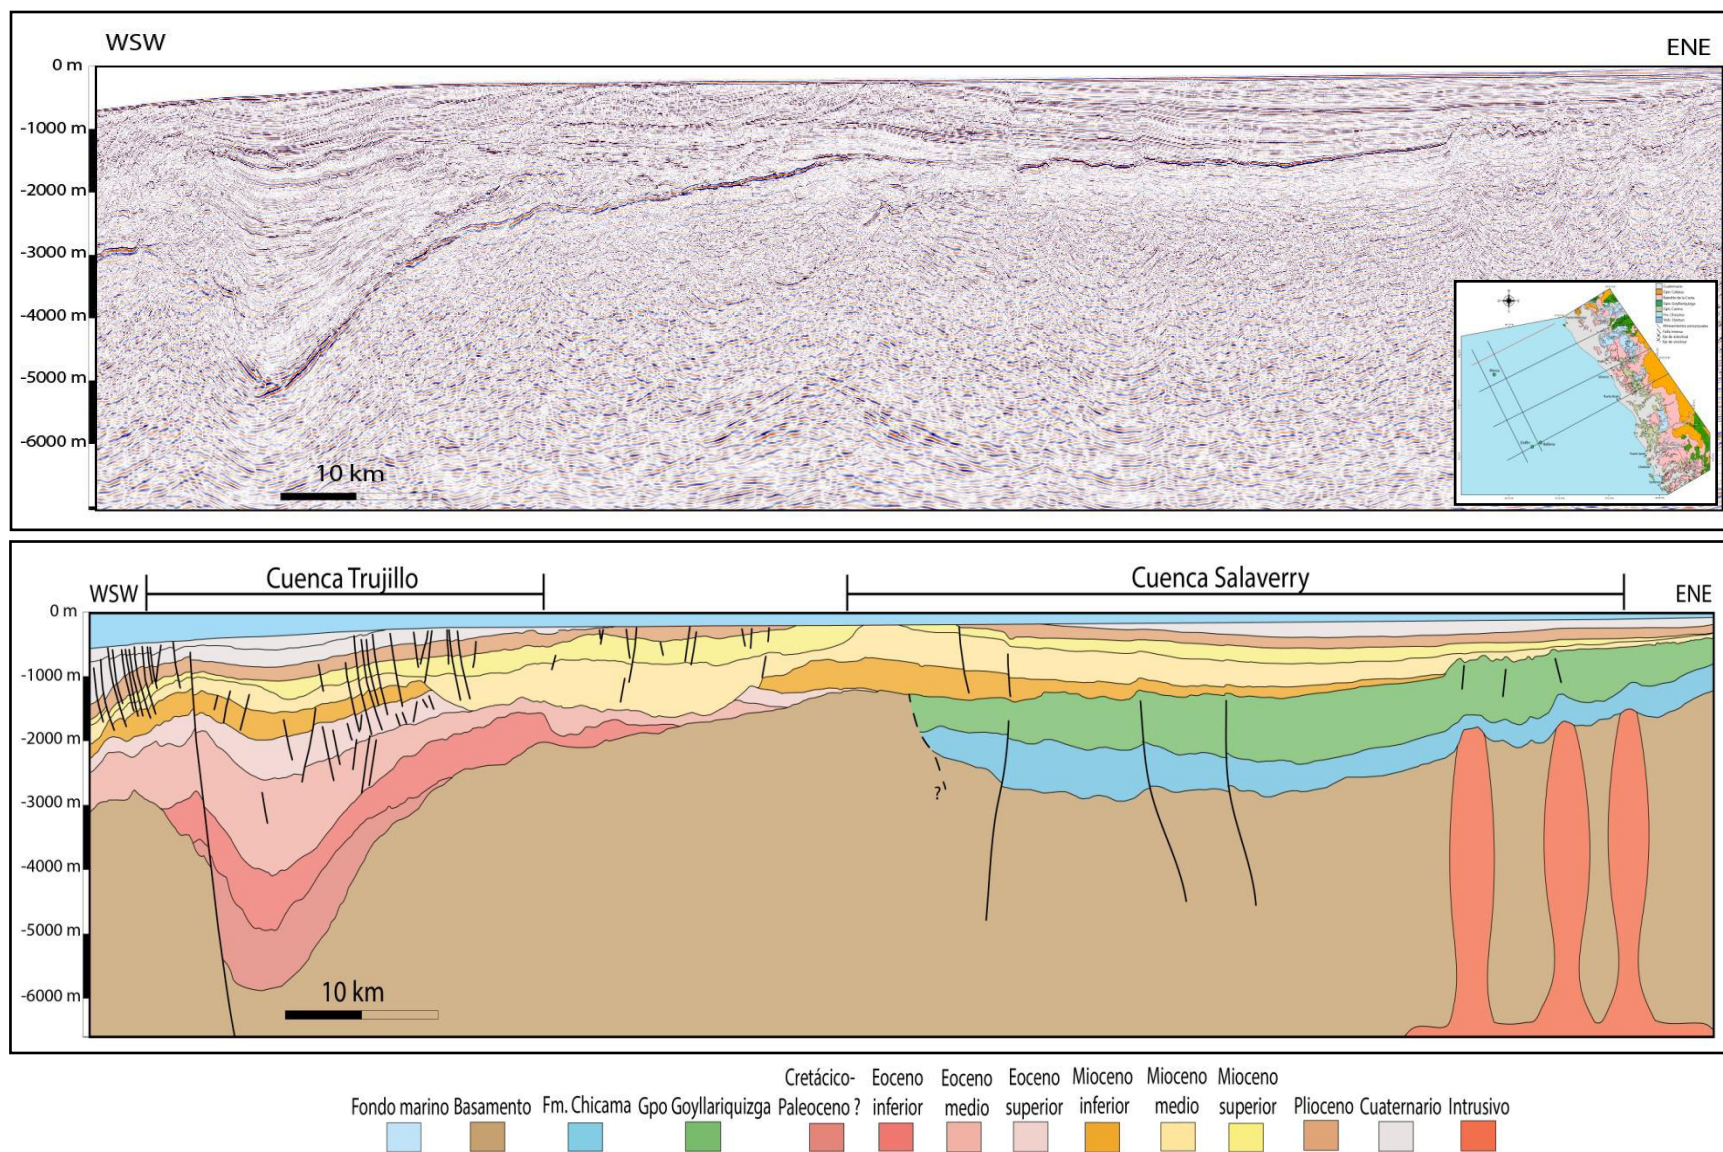 WSW
ENE
0 m
-1000 m
-2000 m
-3000 m
-4000 m
-5000 m
-6000 m
10 km
Cuenca Trujillo
Cuenca Salaverry
WSW
ENE
0 m
-1000 m
-2000 m
-3000 m
-4000 m
-5000 m
-6000 m
?
10 km
Fondo marino
Basamento
Fm. Chicama
Gpo Goyllariquizga
Cretácico-
Paleoceno ?
Eoceno
inferior
Eoceno
medio
Eoceno
superior
Mioceno
inferior
Mioceno
medio
Mioceno
superior
Plioceno
Cuaternario
Intrusivo